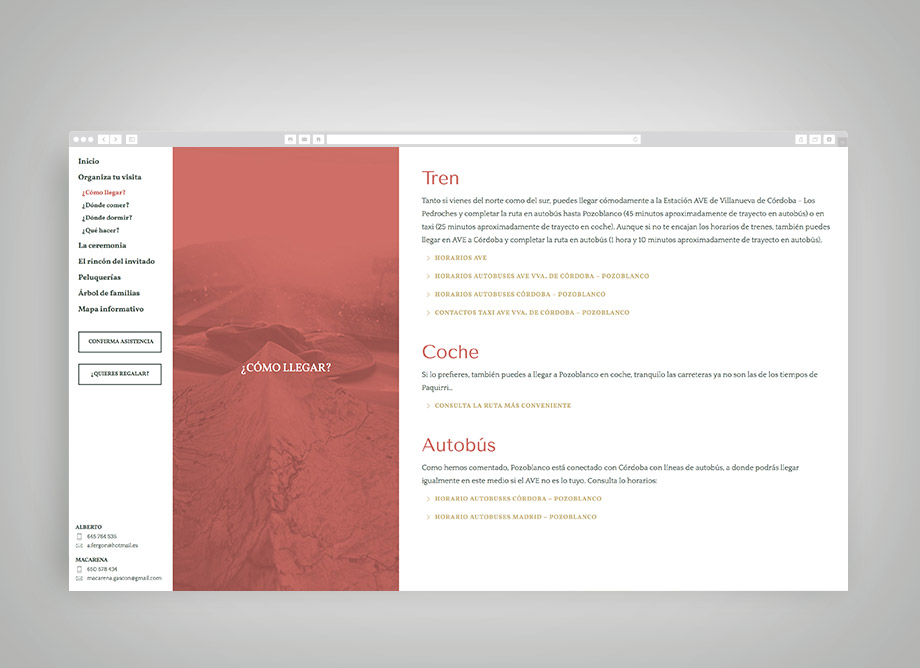 Inicio
Organiza tu visita
¿Cómo llegar?
¿Dónde comer?
¿Dónde dormir?
¿Qué hacer?
La ceremonia
El rincón del invitado
Peluquerías
Árbol de familias
Mapa informativo
CONFIRMA ASISTENCIA
¿QUIERES REGALAR?
ALBERTO
645 764 535
a.fergon@hotmail.es
MACARENA
650 578 434
macarena.gascon@gmail.com
¿CÓMO LLEGAR?
Tren
Tanto si vienes del norte como del sur, puedes llegar cómodamente a la Estación AVE de Villanueva de Córdoba - Los
Pedroches y completar la ruta en autobús hasta Pozoblanco (45 minutos aproximadamente de trayecto en autobús) o en
taxi (25 minutos aproximadamente de trayecto en coche). Aunque si no te encajan los horarios de trenes, también puedes
llegar en AVE a Córdoba y completar la ruta en autobús (1 hora y 10 minutos aproximadamente de trayecto en autobús).
HORARIOS AVE
HORARIOS AUTOBUSES AVE VVA. DE CÓRDOBA – POZOBLANCO
HORARIOS AUTOBUSES CÓRDOBA – POZOBLANCO
CONTACTOS TAXI AVE VVA. DE CÓRDOBA – POZOBLANCO
Coche
Si lo prefieres, también puedes a llegar a Pozoblanco en coche, tranquilo las carreteras ya no son las de los tiempos de
Paquirri...
CONSULTA LA RUTA MÁS CONVENIENTE
Autobús
Como hemos comentado, Pozoblanco está conectado con Córdoba con líneas de autobús, a donde podrás llegar
igualmente en este medio si el AVE no es lo tuyo. Consulta lo horarios:
HORARIO AUTOBUSES CÓRDOBA – POZOBLANCO
HORARIO AUTOBUSES MADRID – POZOBLANCO